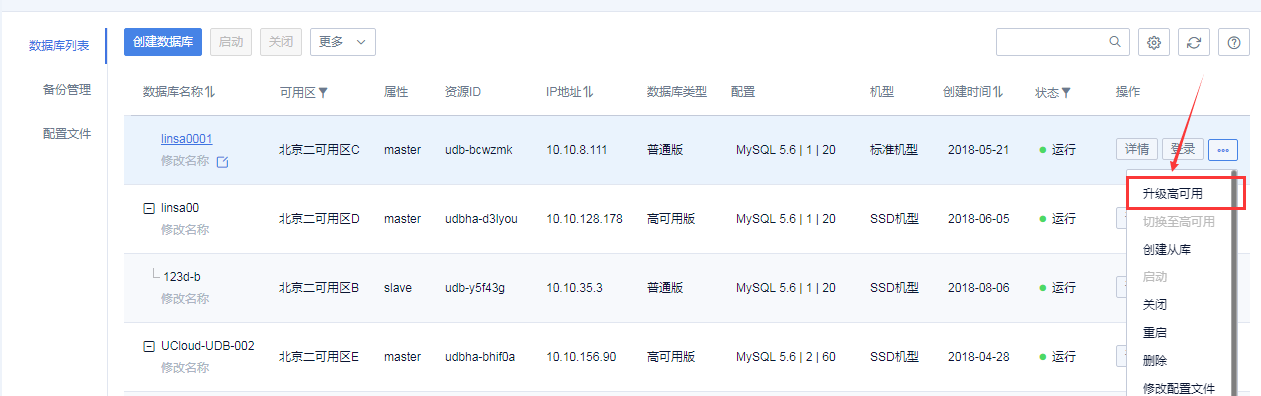 创建数据库 启动 关闭 更多
数据库列表
备份管理
配置文件
数据库名称 可用区 属性 资源ID IP地址 数据库类型 配置 机型 创建时间 状态 操作
linsa0001
修改名称
北京二可用区C master udb-bcwzmk 10.10.8.111 普通版 MySQL 5.6 | 1 | 20 标准机型 2018-05-21 运行 详情 登录
linsa00
修改名称
北京二可用区D master udbha-d3lyou 10.10.128.178 高可用版 MySQL 5.6 | 1 | 20 SSD机型 2018-06-05 运行
123d-b
修改名称
北京二可用区B slave udb-y5f43g 10.10.35.3 普通版 MySQL 5.6 | 1 | 20 SSD机型 2018-08-06 运行
UCloud-UDB-002
修改名称
北京二可用区E master udbha-bhif0a 10.10.156.90 高可用版 MySQL 5.6 | 2 | 60 SSD机型 2018-04-28 运行
升级高可用
切换至高可用
创建从库
启动
关闭
重启
删除
修改配置文件